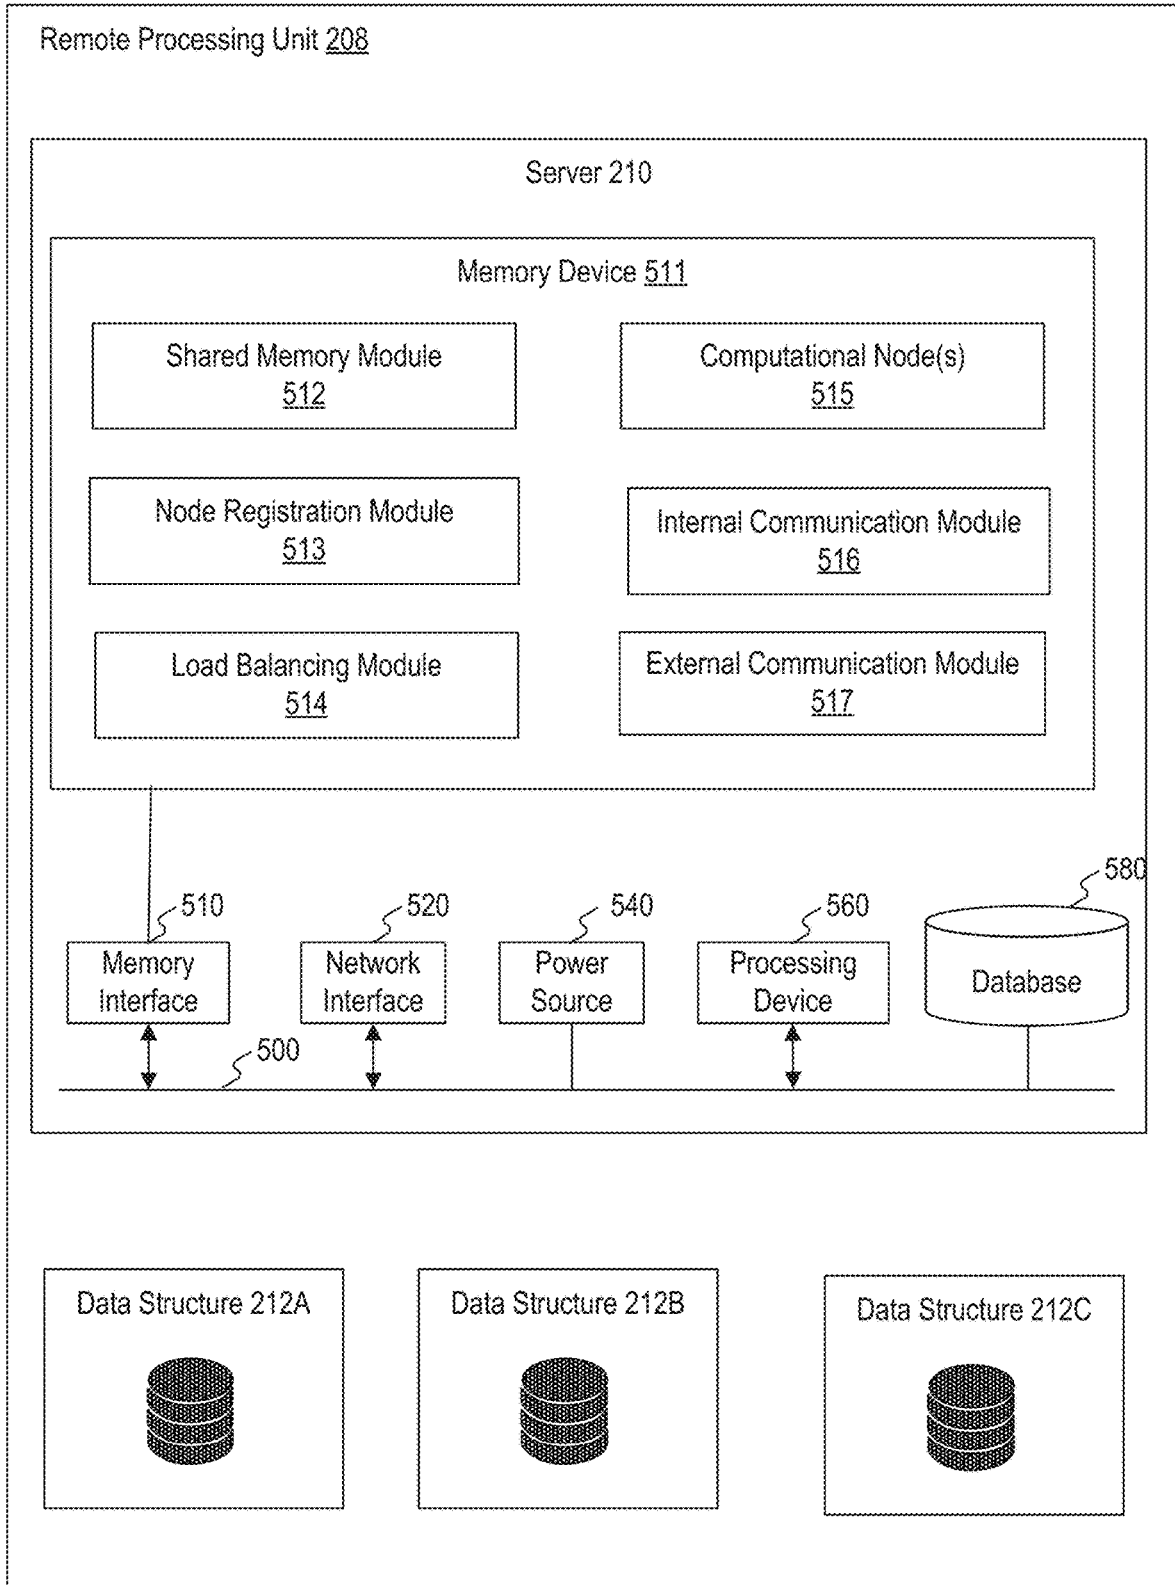 Remote Processing Unit 208
Server 210
Memory Device 511
Shared Memory Module
512
Computational Node(s)
515
Node Registration Module
513
Internal Communication Module
516
Load Balancing Module
514
External Communication Module
517
510
520
540
560
580
Memory
Interface
Network
Interface
Power
Source
Processing
Device
Database
500
Data Structure 212A
Data Structure 212B
Data Structure 212C